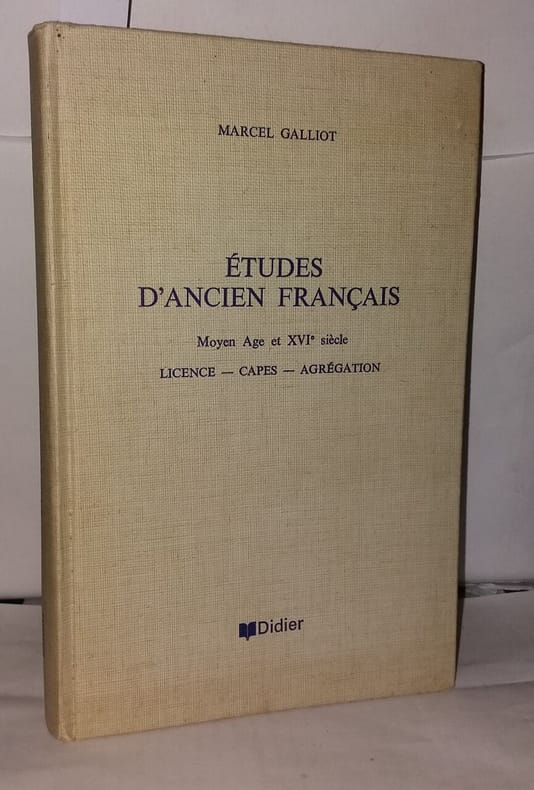 MARCEL GALLIOT
ÉTUDES
D'ANCIEN FRANÇAIS
Moyen Age et XVIe siècle
LICENCE — CAPES — AGRÉGATION
Didier